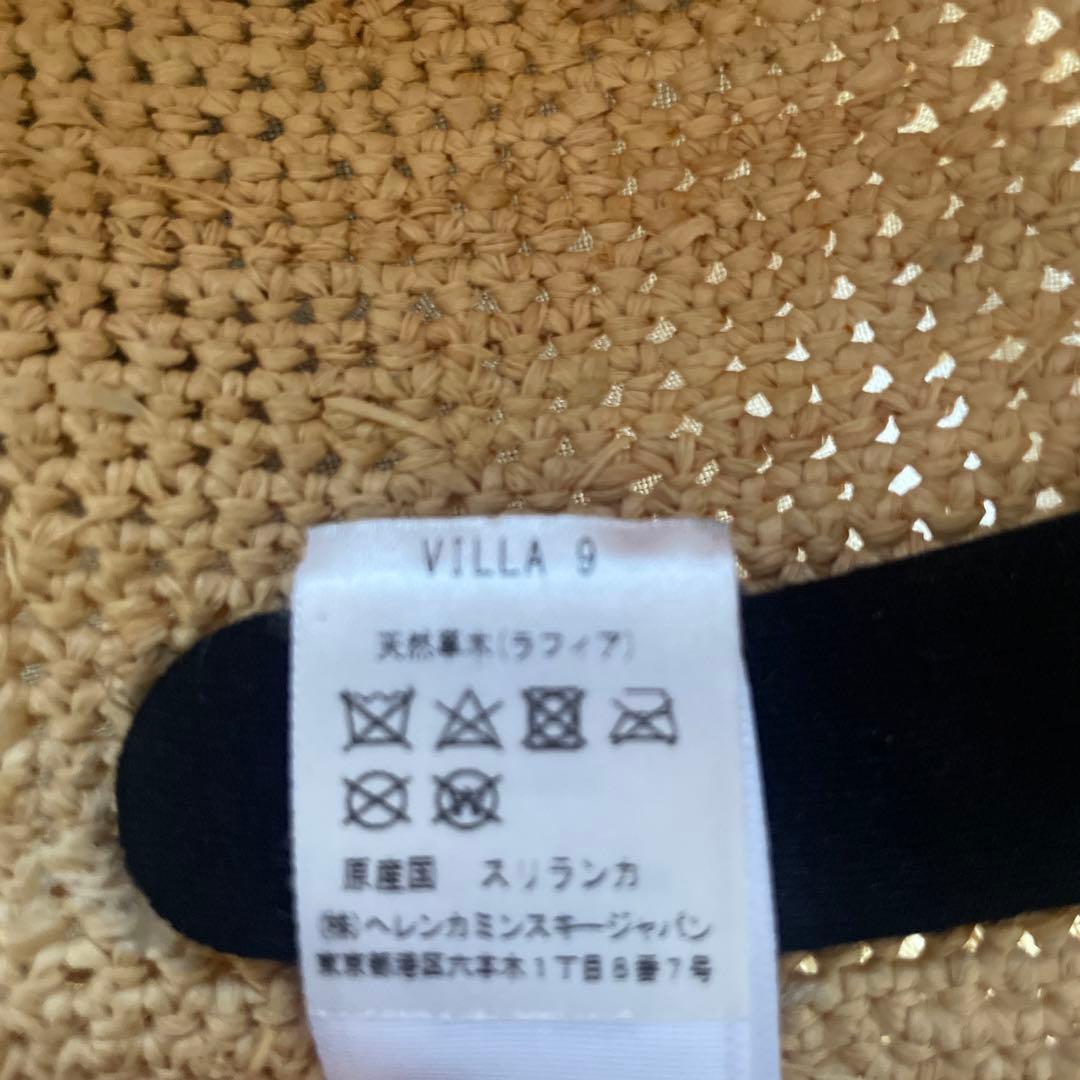 VILLA 9
天然草木(ラフィア)
W
原産国 スリランカ
(株)ヘレンカミンスキージャパン
東京都港区六本木1丁目8番7号